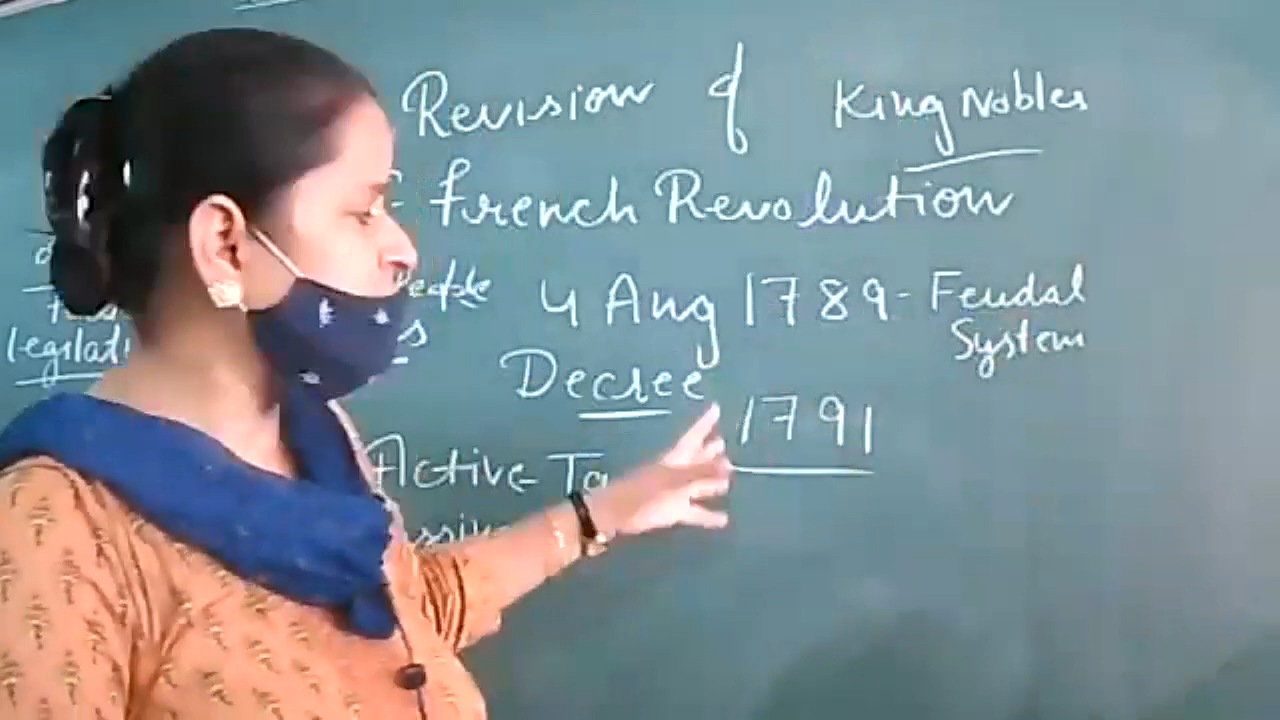 Revision of
King Nobles
French Revolution
People
4 Aug 1789 - Feudal
System
Decree
1791
Active - Ta